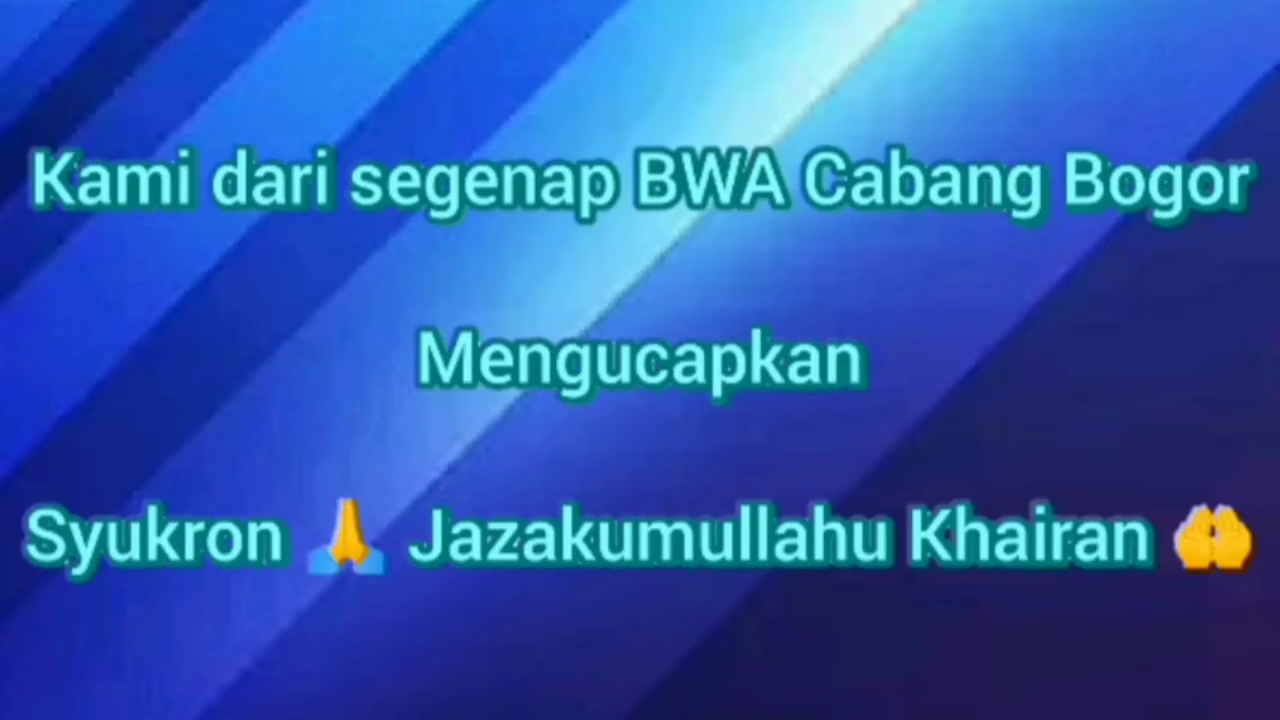 Kami dari segenap BWA Cabang Bogor
Mengucapkan
Syukron 🙏 Jazakumullahu Khairan 🤲